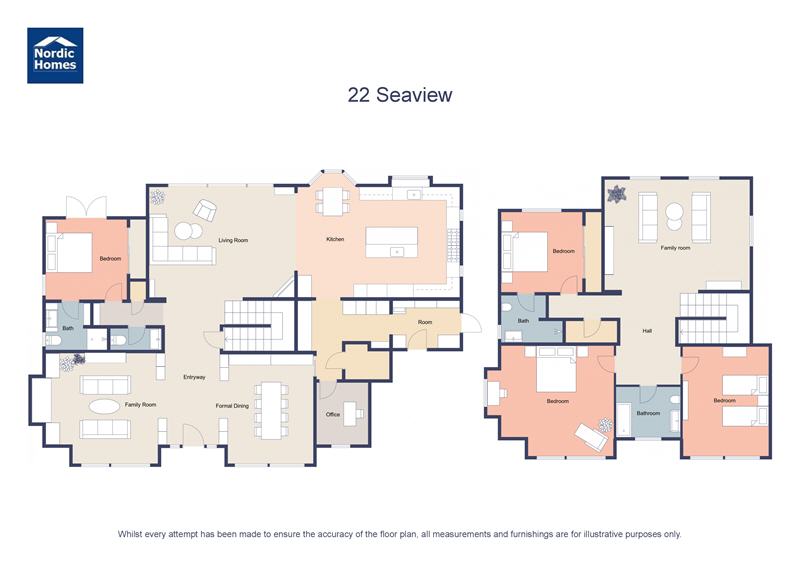 Nordic
Homes
22 Seaview
Living Room
Kitchen
Bedroom
Bath
Room
Entryway
Family Room
Formal Dining
Office
Bedroom
Family room
Bath
Hall
Bedroom
Bathroom
Bedroom
Whilst every attempt has been made to ensure the accuracy of the floor plan, all measurements and furnishings are for illustrative purposes only.